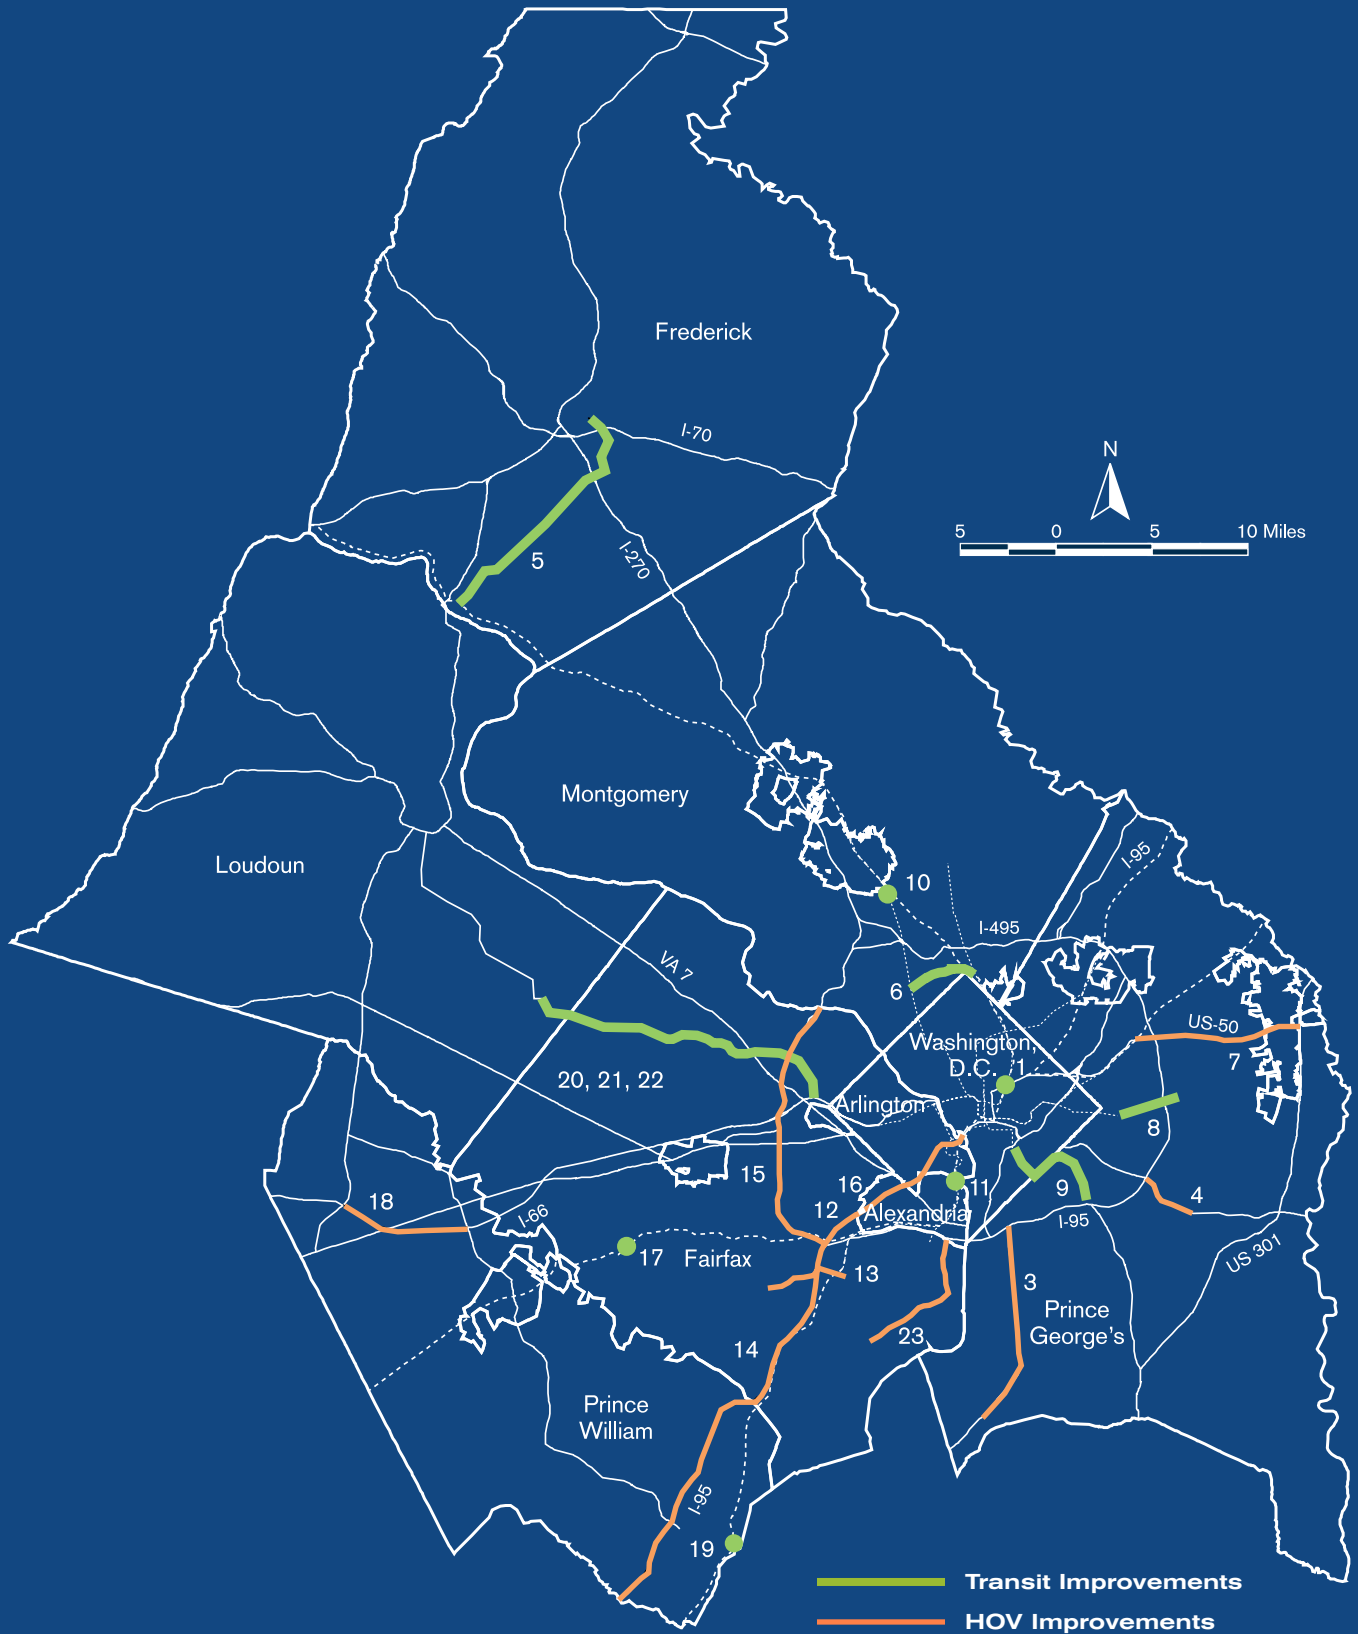 Frederick
I-70
N
5 0 5 10 Miles
I-270
5
Montgomery
Loudoun
I-95
10
I-495
VA 7
6
US-50
Washington,
D.C. 1
7
20, 21, 22
Arlington
8
15
16
11
9
4
18
12
Alexandria
I-95
I-66
17
Fairfax
13
US 301
3
Prince
George's
23
14
Prince
William
I-95
19
Transit Improvements
HOV Improvements